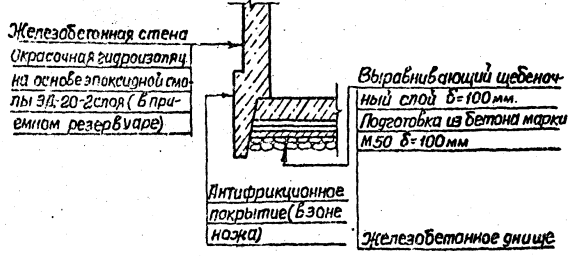 Железобетонная стена
Окрасочная гидроизоляц.
на основе эпоксидной смо-
лы ЭД-20-2слоя (в при-
емном резервуаре)
Выравнивающий щебеноч-
ный слой б=100мм.
Подготовка из бетона марки
М50 б=100мм
Антифрикционное
покрытие(в зоне
ножа)
Железобетонное днище